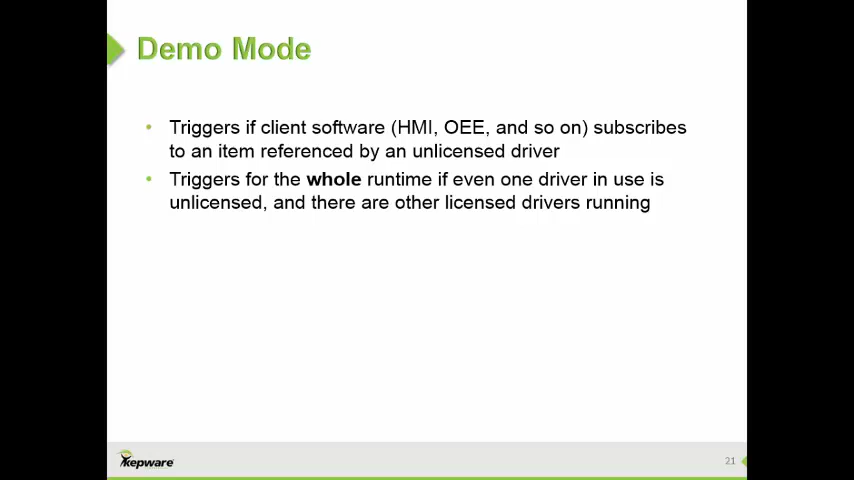 Demo Mode
• Triggers if client software (HMI, OEE, and so on) subscribes
to an item referenced by an unlicensed driver
• Triggers for the whole runtime if even one driver in use is
unlicensed, and there are other licensed drivers running
kepware
21